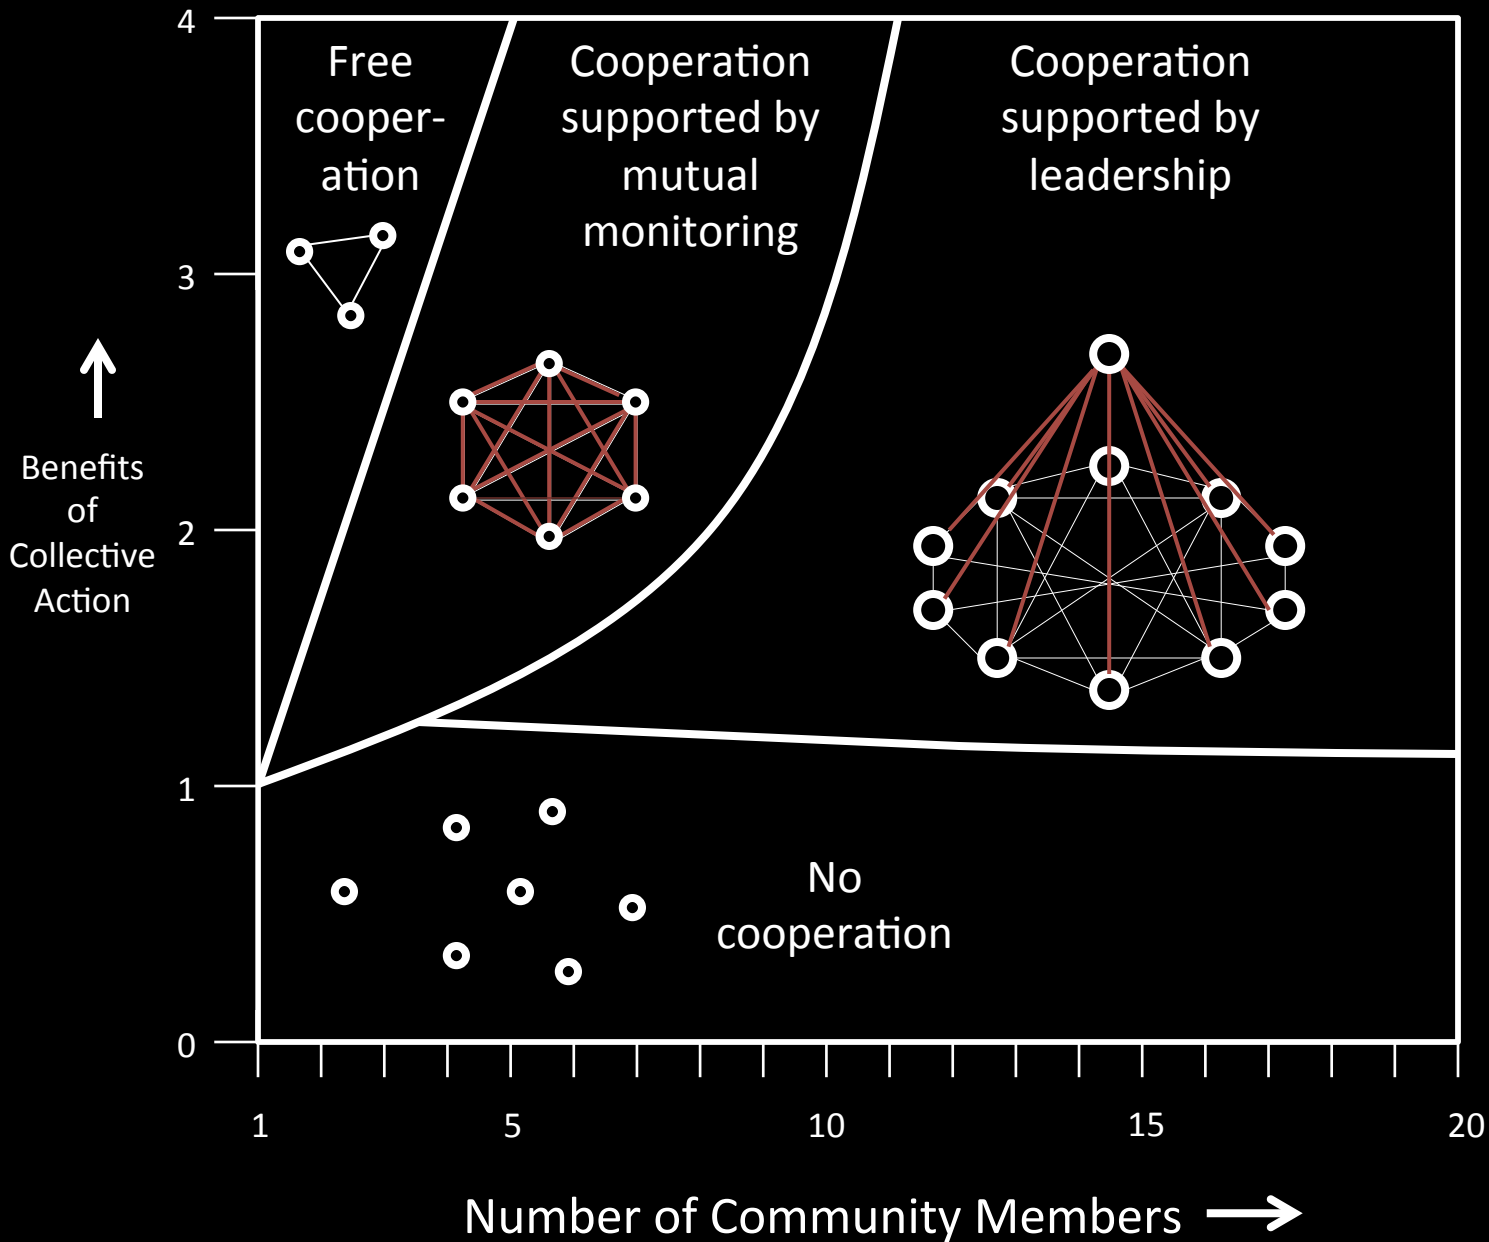 4
Free
cooper-
ation
Cooperation
supported by
mutual
monitoring
Cooperation
supported by
leadership
3
Benefits
of
Collective
Action
2
1
No
cooperation
0
1 5 10 15 20
Number of Community Members